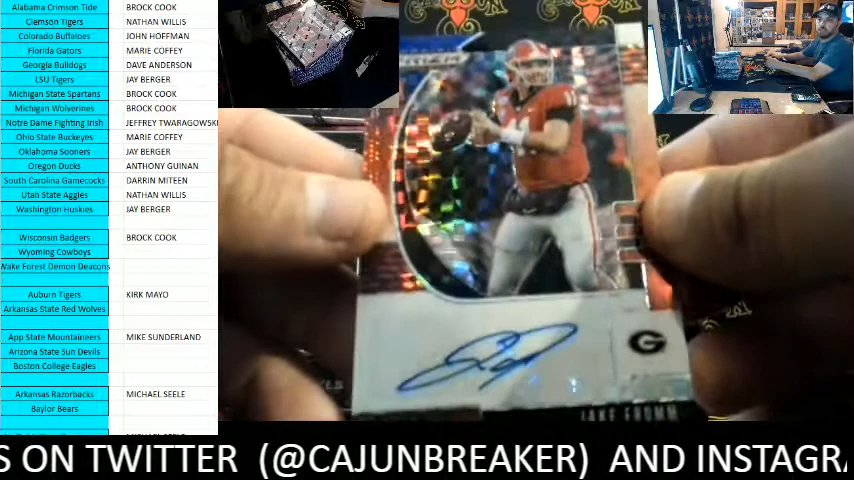 Alabama Crimson Tide BROCK COOK
Clemson Tigers NATHAN WILLIS
Colorado Buffaloes JOHN HOFFMAN
Florida Gators MARIE COFFEY
Georgia Bulldogs DAVE ANDERSON
LSU Tigers JAY BERGER
Michigan State Spartans BROCK COOK
Michigan Wolverines BROCK COOK
Notre Dame Fighting Irish JEFFREY TWARAGOWSK
Ohio State Buckeyes MARIE COFFEY
Oklahoma Sooners JAY BERGER
Oregon Ducks ANTHONY GUINAN
South Carolina Gamecocks DARRIN MITEEN
Utah State Aggies NATHAN WILLIS
Washington Huskies JAY BERGER
Wisconsin Badgers BROCK COOK
Wyoming Cowboys
Wake Forest Demon Deacons
Auburn Tigers KIRK MAYO
Arkansas State Red Wolves
App State Mountaineers MIKE SUNDERLAND
Arizona State Sun Devils
Boston College Eagles
Arkansas Razorbacks MICHAEL SEELE
Baylor Bears
G
JAKE FROMM
S ON TWITTER (@CAJUNBREAKER) AND INSTAGRA